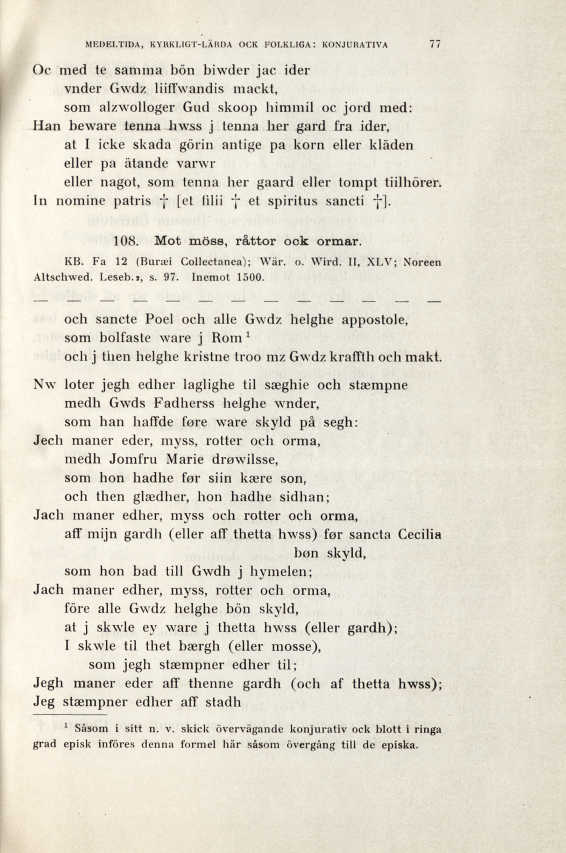 MEDELTIDA, KYRKLIGT-LÄRDA OCK FOLKLIGA: KONJURATIVA 77
Oc med te samma bön biwder jac ider
vnder Gwdz liiffwandis mackt,
som alzwolloger Gud skoop himmil oc jord med:
Han beware tenna hwss j tenna her gard fra ider,
at I icke skada görin antige pa korn eller kläden
eller pa ätande varwr
eller nagot, som tenna her gaard eller tompt tiilhörer.
In nomine patris † [et filii † et spiritus sancti †].
108. Mot möss, råttor ock ormar.
KB. Fa 12 (Buræi Collectanea); Wär. o. Wird. II, XLV; Noreen
Altschwed. Leseb.², s. 97. Inemot 1500.
— — — — — — — — — — — — —
och sancte Poel och alle Gwdz helghe appostole,
som bolfaste ware j Rom ¹
och j then helghe kristne troo mz Gwdz kraffth och makt.
Nw loter jegh edher laglighe til sæghie och stæmpne
medh Gwds Fadherss helghe wnder,
som han haffde føre ware skyld på segh:
Jech maner eder, myss, rotter och orma,
medh Jomfru Marie drøwilsse,
som hon hadhe før siin kære son,
och then glædher, hon hadhe sidhan;
Jach maner edher, myss och rotter och orma,
aff mijn gardh (eller aff thetta hwss) før sancta Cecilia
bøn skyld,
som hon bad till Gwdh j hymelen;
Jach maner edher, myss, rotter och orma,
före alle Gwdz helghe bön skyld,
at j skwle ey ware j thetta hwss (eller gardh);
I skwle til thet bærgh (eller mosse),
som jegh stæmpner edher til;
Jegh maner eder aff thenne gardh (och af thetta hwss);
Jeg stæmpner edher aff stadh
¹ Såsom i sitt n. v. skick övervägande konjurativ ock blott i ringa
grad episk införes denna formel här såsom övergång till de episka.